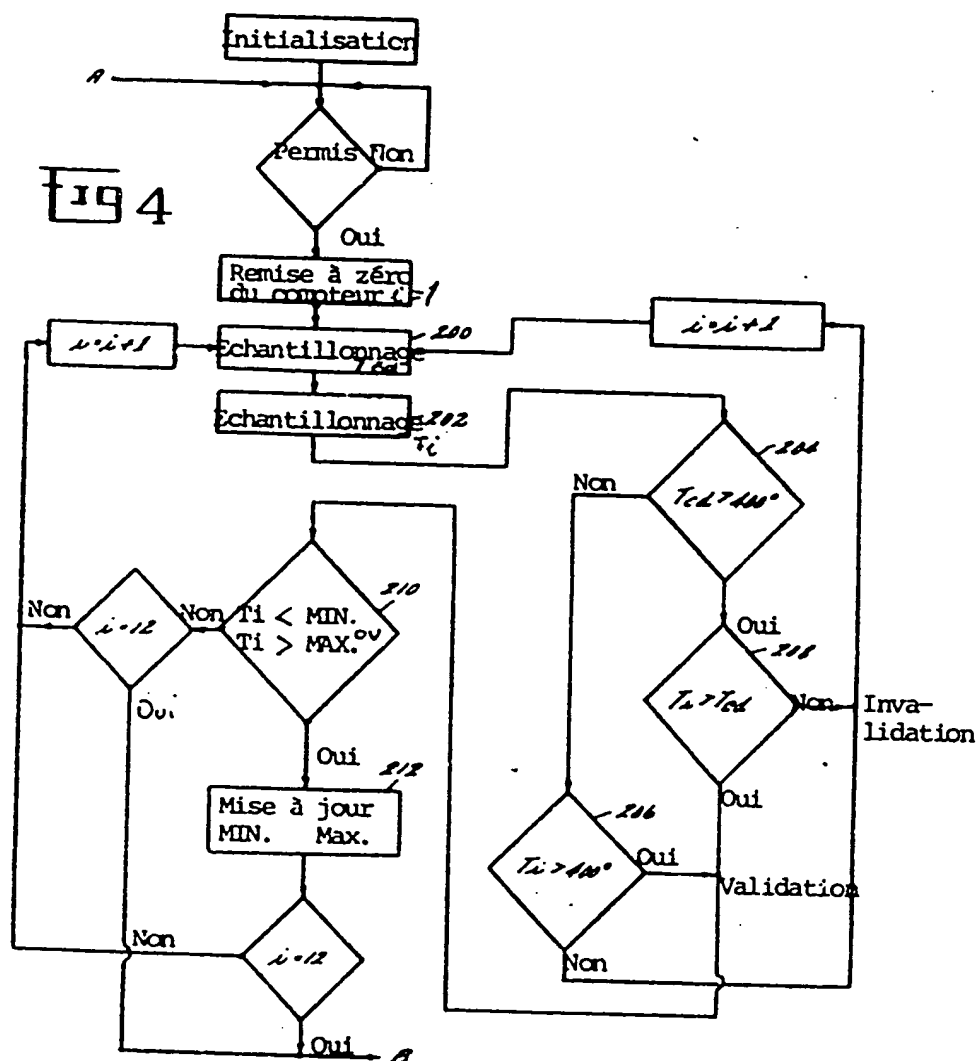 Initialisation
A
Permis
Non
Fig 4
Oui
Remise à zéro
du compteur i=1
200
i=i+1
Echantillonnage
Tcd
i=i+1
Echantillonnage
202
Ti
204
Non
Tcd>400°
210
Non
i=12
Non
Ti < MIN.
ou
Ti > MAX.
Oui
208
Oui
Ti>Tcd
Non
Inva-
lidation
Oui
212
Mise à jour
MIN. Max.
Oui
206
Ti>400°
Oui
Validation
Non
i=12
Non
Oui
A